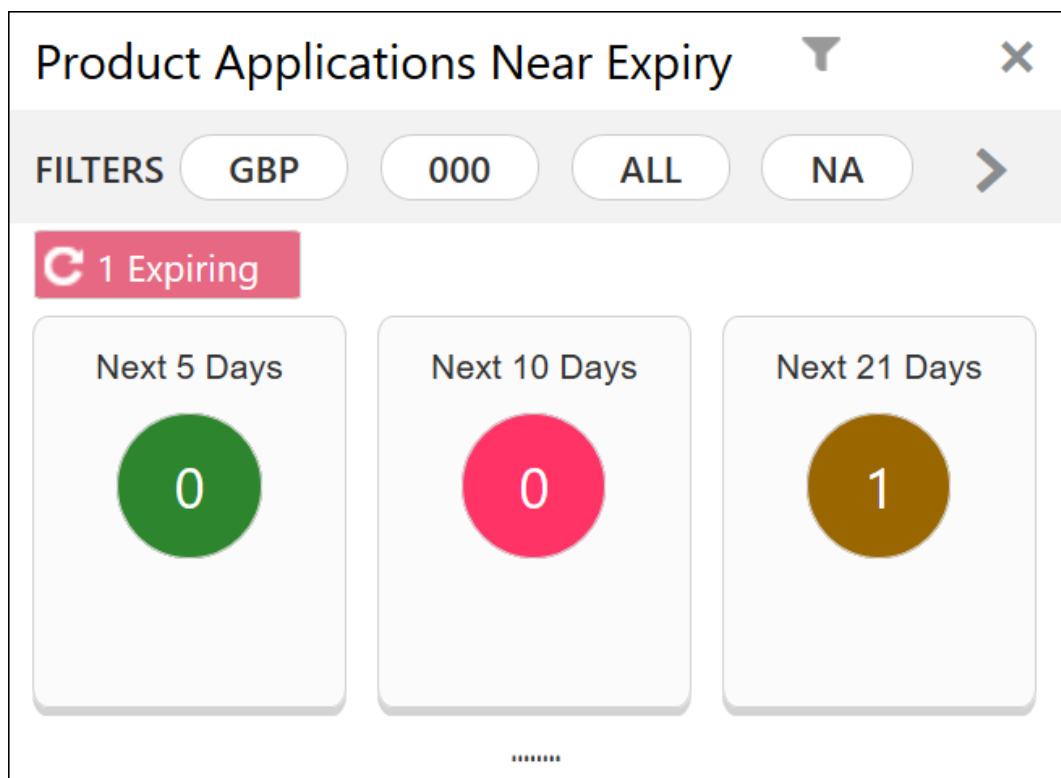 Product Applications Near Expiry
FILTERS GBP 000 ALL NA
1 Expiring
Next 5 Days Next 10 Days Next 21 Days
0 0 1